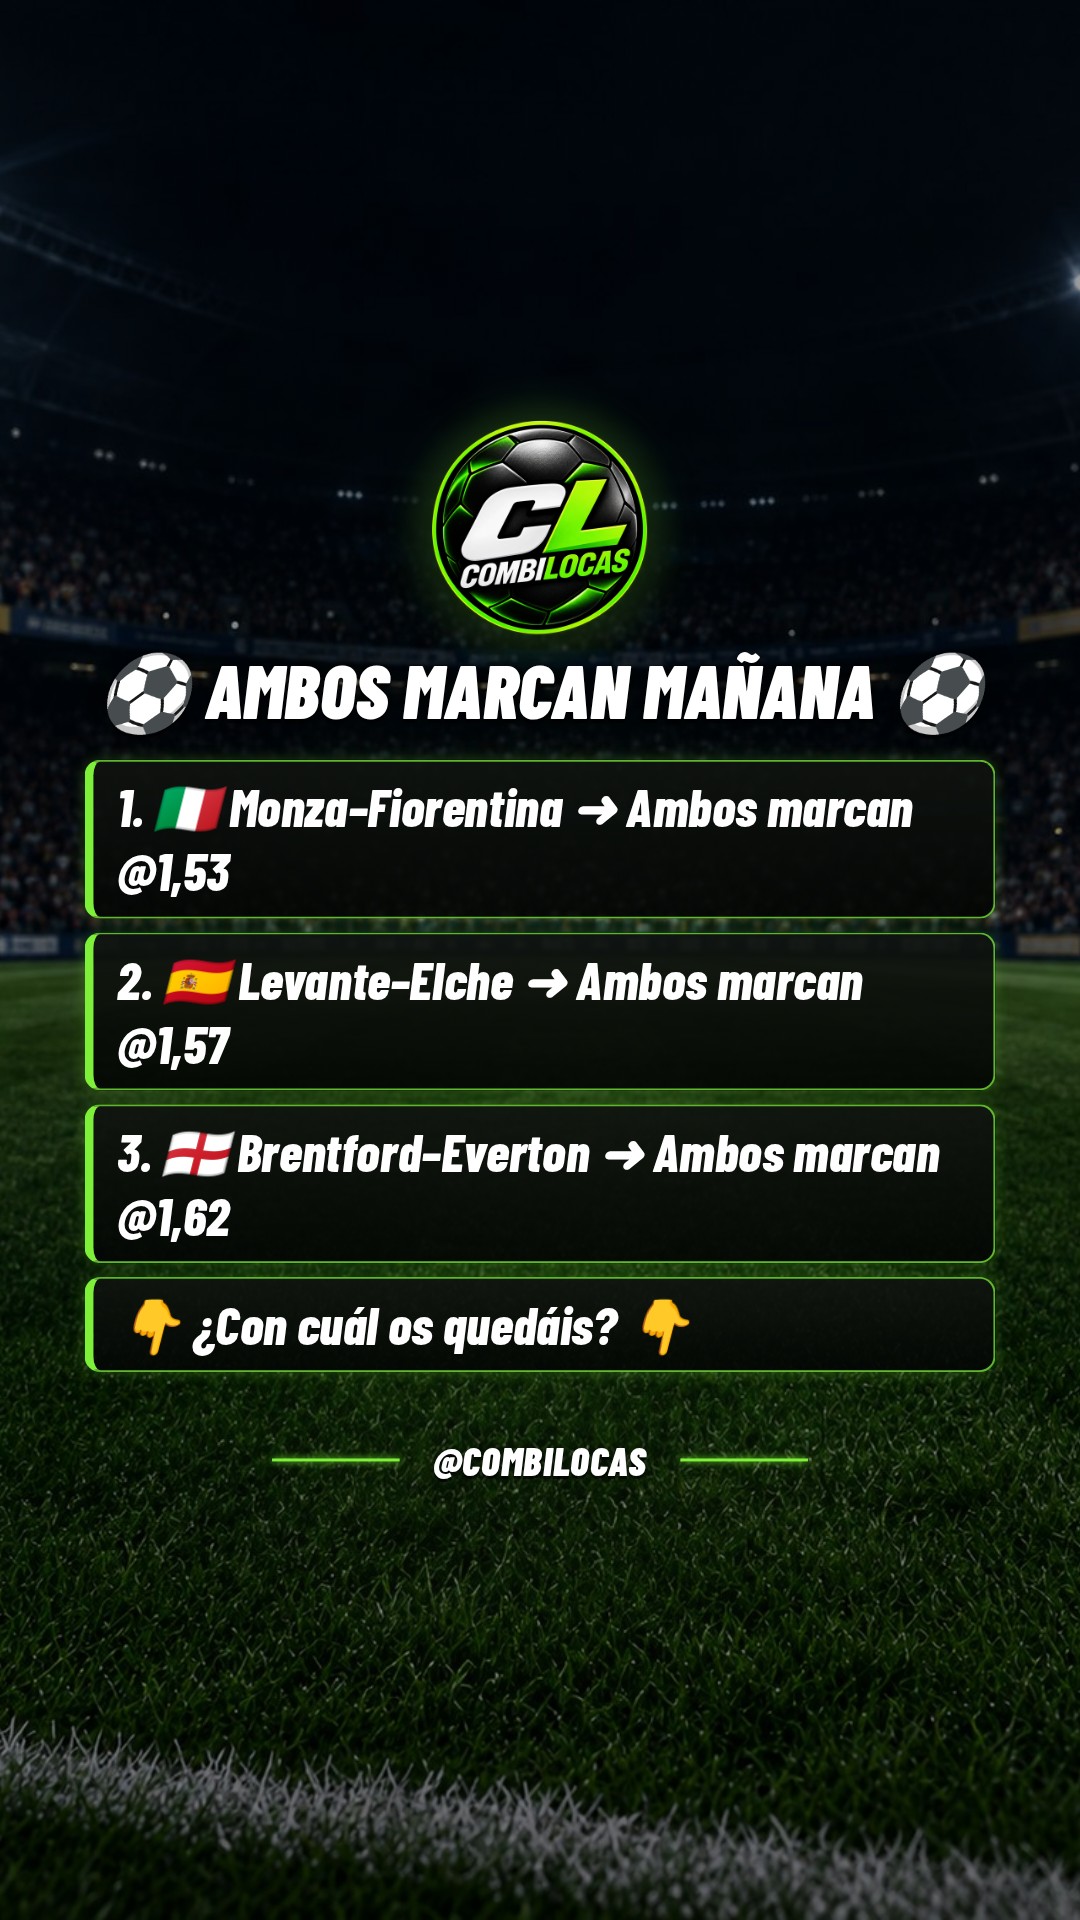 CL
COMBILOCAS
⚽ AMBOS MARCAN MAÑANA ⚽
1. 🇮🇹 Monza-Fiorentina ➜ Ambos marcan
@1,53
2. 🇪🇸 Levante-Elche ➜ Ambos marcan
@1,57
3. 🏴󠁧󠁢󠁥󠁮󠁧󠁿 Brentford-Everton ➜ Ambos marcan
@1,62
👇 ¿Con cuál os quedáis? 👇
@COMBILOCAS